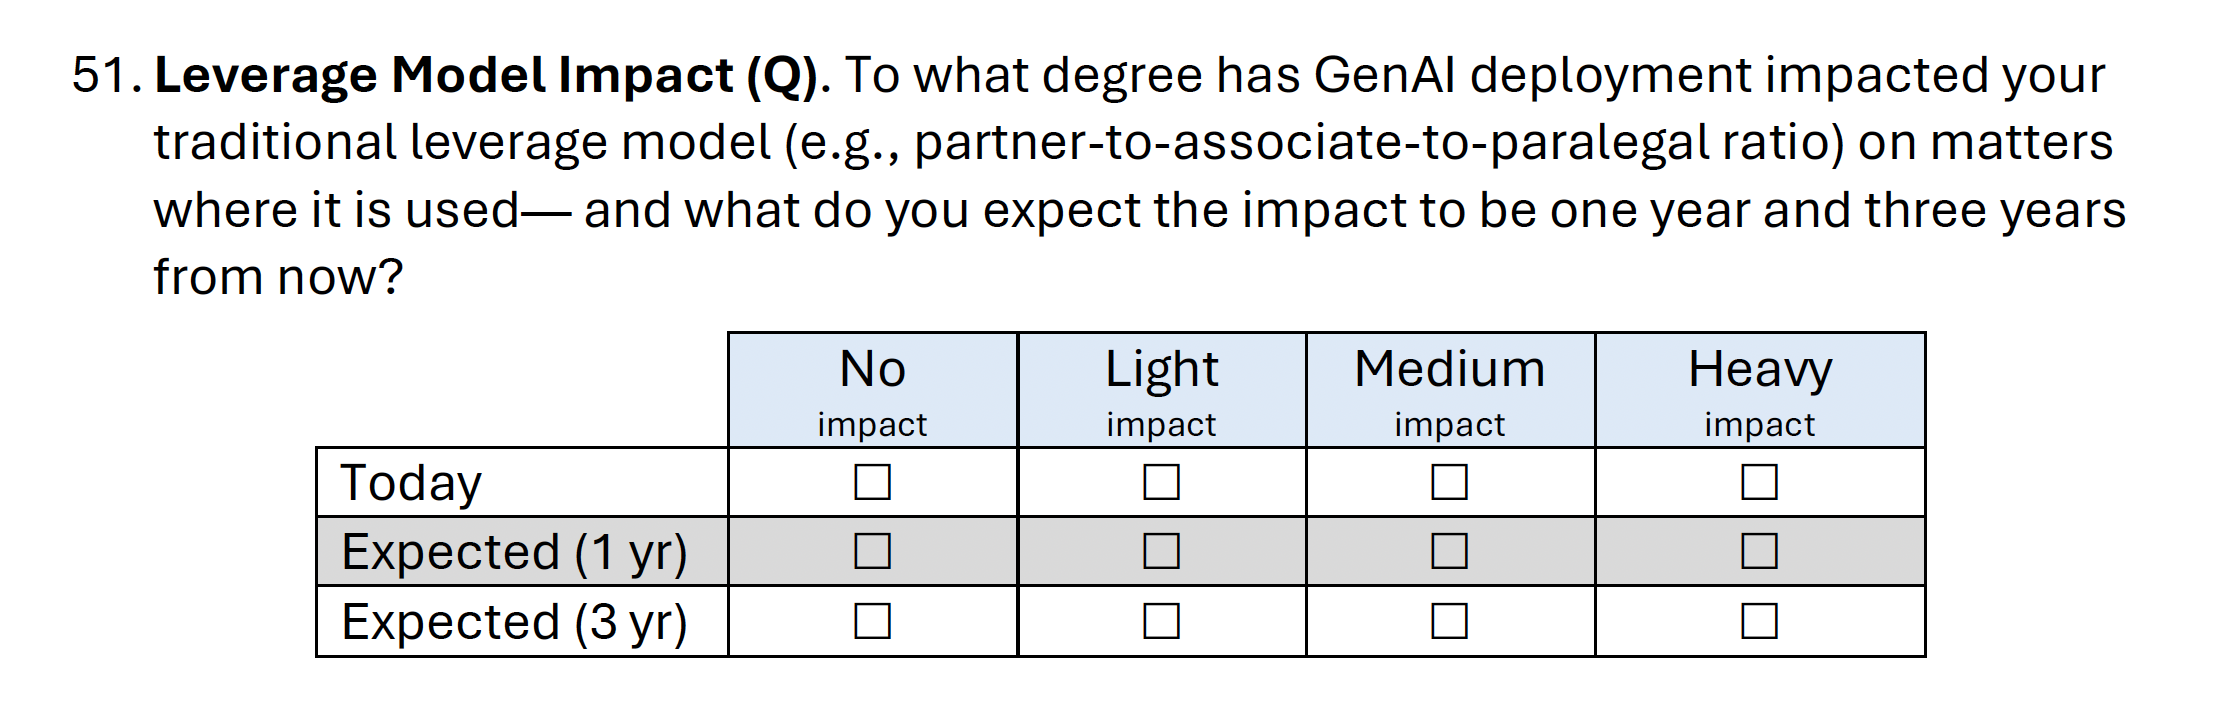 51. Leverage Model Impact (Q). To what degree has GenAI deployment impacted your
traditional leverage model (e.g., partner-to-associate-to-paralegal ratio) on matters
where it is used— and what do you expect the impact to be one year and three years
from now?
No Light Medium Heavy
impact impact impact impact
Today ☐ ☐ ☐ ☐
Expected (1 yr) ☐ ☐ ☐ ☐
Expected (3 yr) ☐ ☐ ☐ ☐